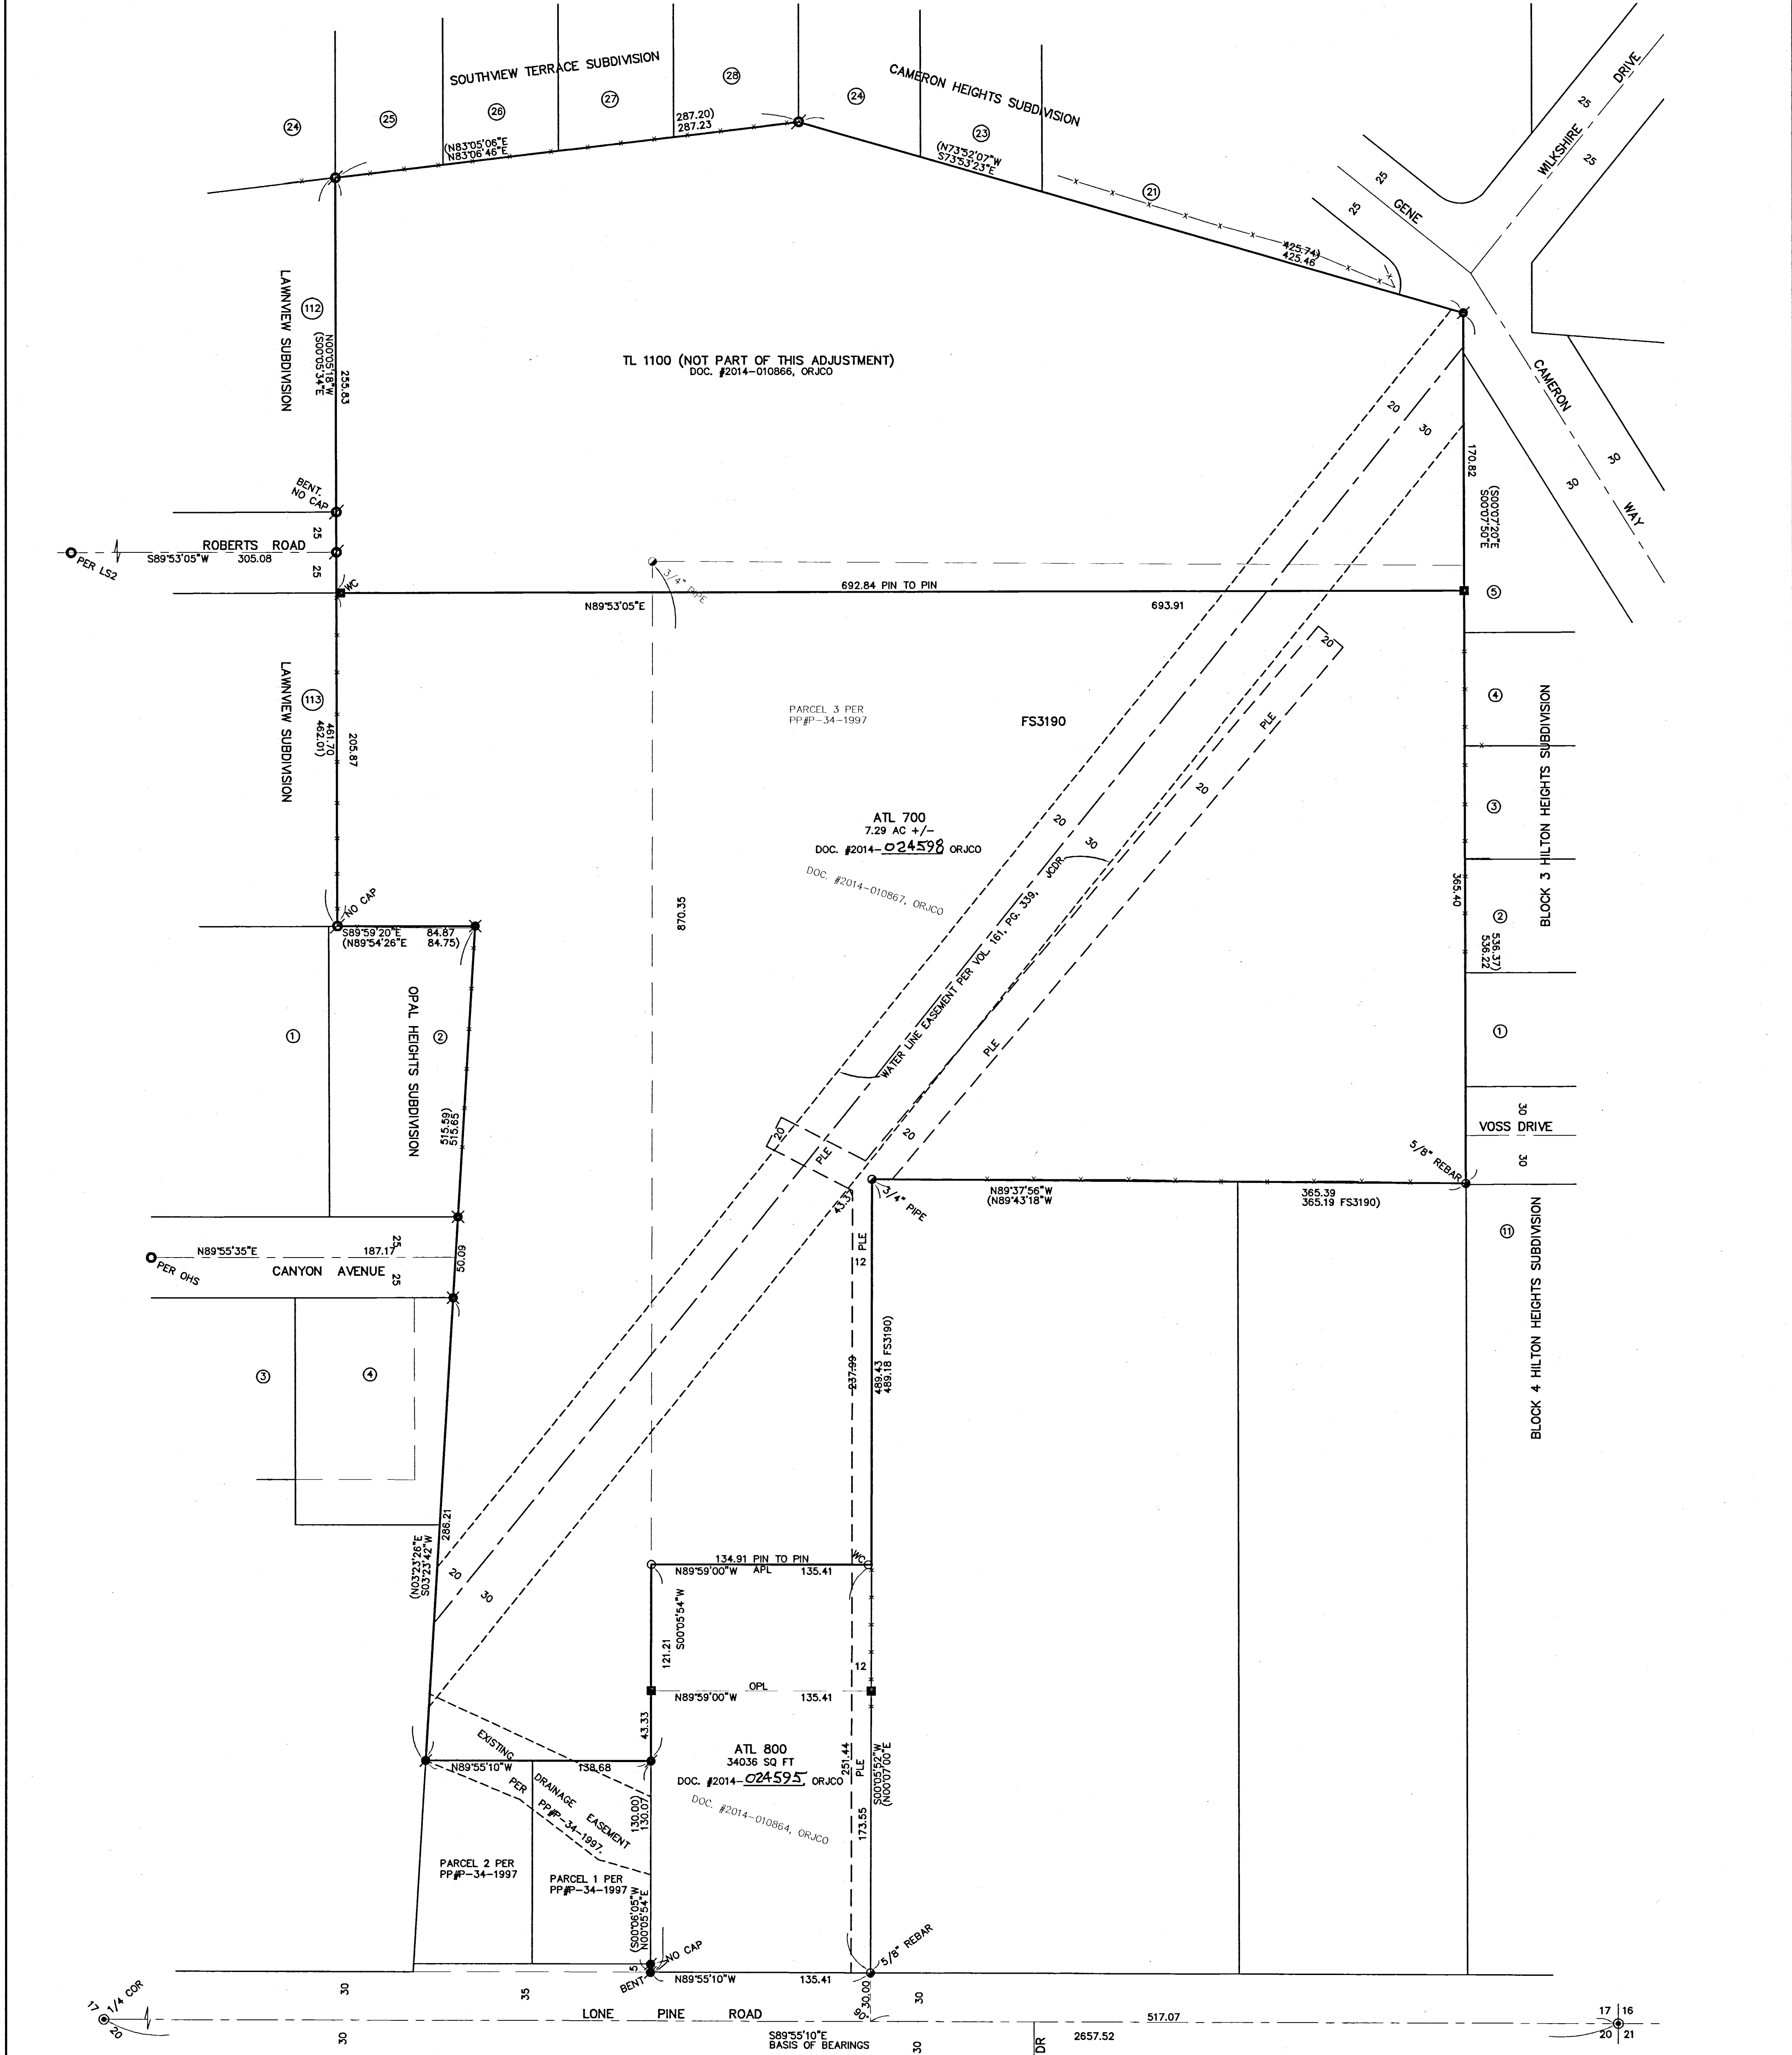 SOUTHVIEW TERRACE SUBDIVISION
CAMERON HEIGHTS SUBDIVISION
24
25
26
27
28
24
23
21
(N83°05'06"E
N83°06'46"E
287.20)
287.23
(N73°52'07"W
S73°53'23"E
425.74)
425.46
WILKSHIRE DRIVE
25
25
GENE
25
25
CAMERON WAY
30
30
LAWNVIEW SUBDIVISION
112
N00°05'18"W
(S00°05'34"E
255.83
TL 1100 (NOT PART OF THIS ADJUSTMENT)
DOC. #2014-010866, ORJCO
20
30
170.82
(S00°07'20"E
S00°07'50"E
BENT.
NO CAP
25
ROBERTS ROAD
S89°53'05"W 305.08
25
PER LS2
WC
3/4" PIPE
692.84 PIN TO PIN
N89°53'05"E
693.91
5
LAWNVIEW SUBDIVISION
113
461.70
462.01)
205.87
PARCEL 3 PER
PP#P-34-1997
FS3190
20
PLE
20
4
BLOCK 3 HILTON HEIGHTS SUBDIVISION
3
ATL 700
7.29 AC +/-
DOC. #2014-024598 ORJCO
DOC. #2014-010867, ORJCO
20
30
WATER LINE EASEMENT PER VOL. 161, PG. 339, JCDR
870.35
365.40
2
536.37)
536.22
NO CAP
S89°59'20"E 84.87
(N89°54'26"E 84.75)
OPAL HEIGHTS SUBDIVISION
1
2
515.59)
515.65
PLE
20
20
PLE
1
30
VOSS DRIVE
30
5/8" REBAR
43.37
3/4" PIPE
N89°37'56"W
(N89°43'18"W
365.39
365.19 FS3190)
11
BLOCK 4 HILTON HEIGHTS SUBDIVISION
N89°55'35"E 187.17
25
CANYON AVENUE
25
PER OHS
50.09
PLE
12
3
4
237.99
489.43
489.18 FS3190)
286.21
(N03°23'26"E
S03°23'42"W
20
30
134.91 PIN TO PIN
WC
N89°59'00"W APL 135.41
121.21
S00°05'54"W
12
OPL
N89°59'00"W 135.41
43.33
ATL 800
34036 SQ FT
DOC. #2014-024595, ORJCO
DOC. #2014-010864, ORJCO
251.44
PLE
S00°05'52"W
(N00°07'00"E
173.55
N89°55'10"W 138.68
EXISTING DRAINAGE EASEMENT
PER PP#P-34-1997.
130.00)
130.07
PARCEL 2 PER
PP#P-34-1997
PARCEL 1 PER
PP#P-34-1997
(S00°06'05"W
N00°05'54"E
NO CAP
5
BENT
N89°55'10"W 135.41
5/8" REBAR
17 1/4 COR
20
30
35
30.00
90°
30
LONE PINE ROAD
517.07
30
S89°55'10"E 2657.52
BASIS OF BEARINGS
30
DR
17 16
20 21